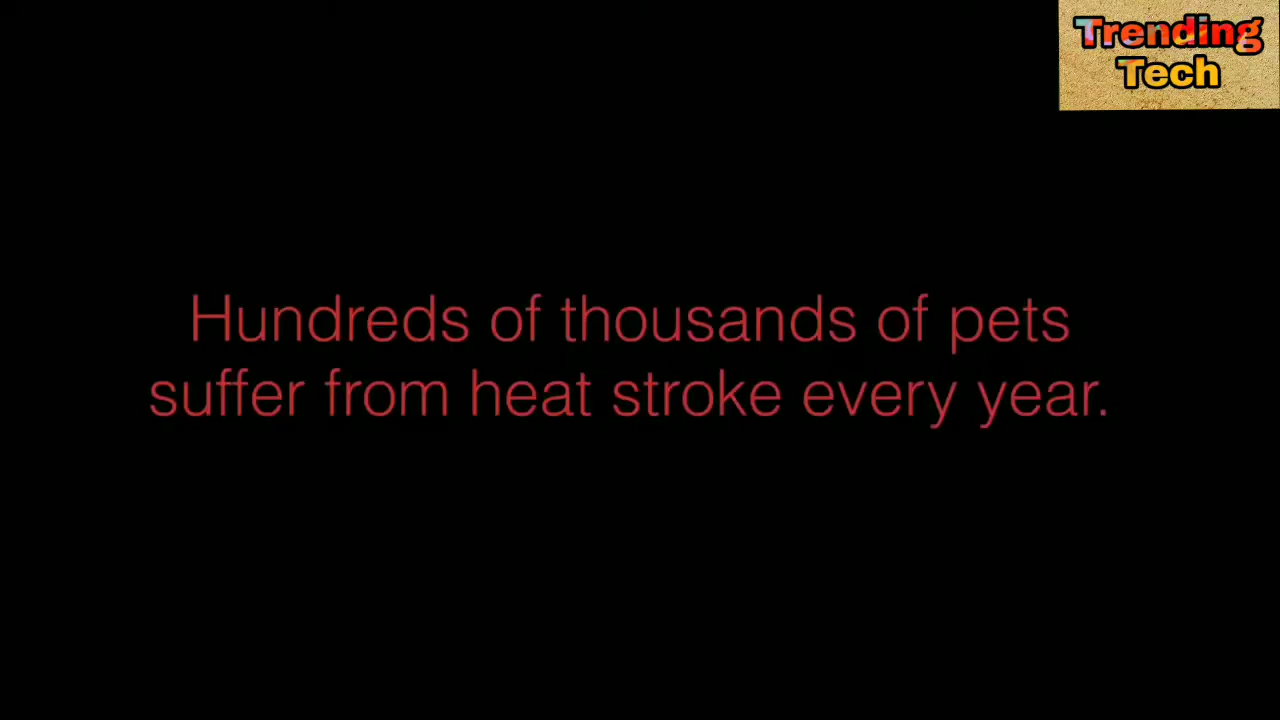 Trending
Tech
Hundreds of thousands of pets
suffer from heat stroke every year.